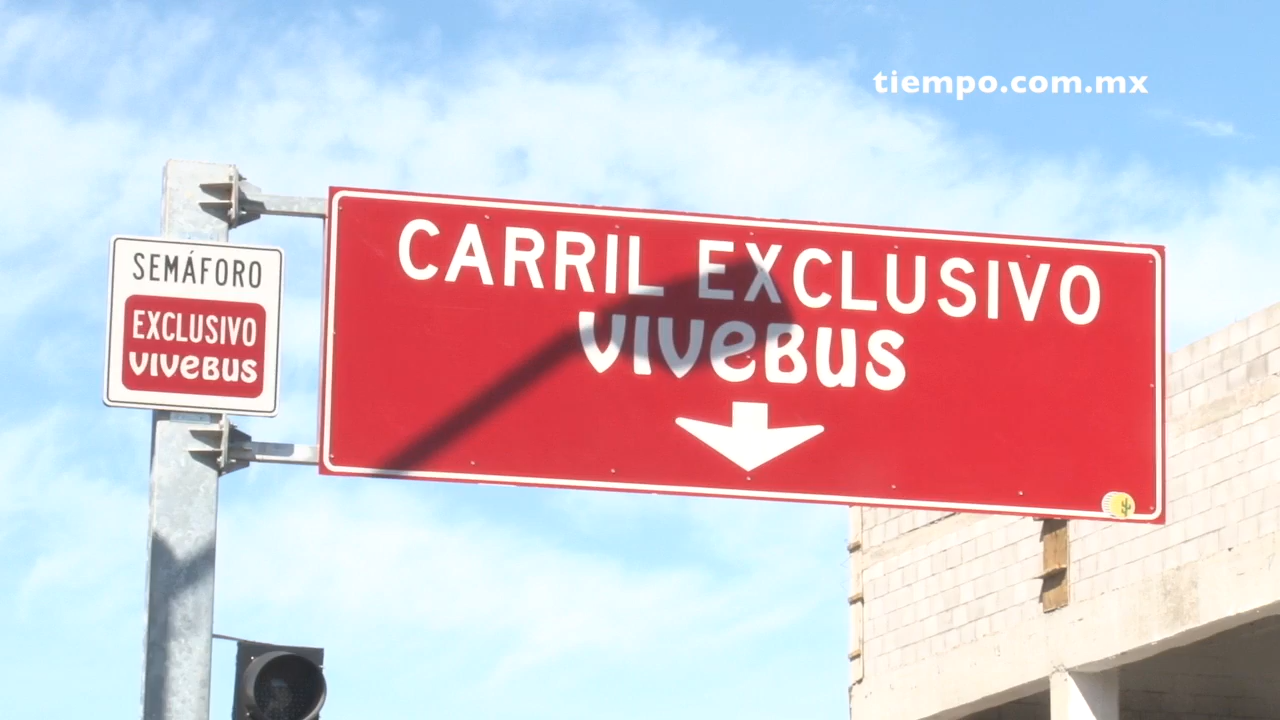 tiempo.com.mx
SEMÁFORO
EXCLUSIVO
VIVEBUS
CARRIL EXCLUSIVO
VIVEBUS